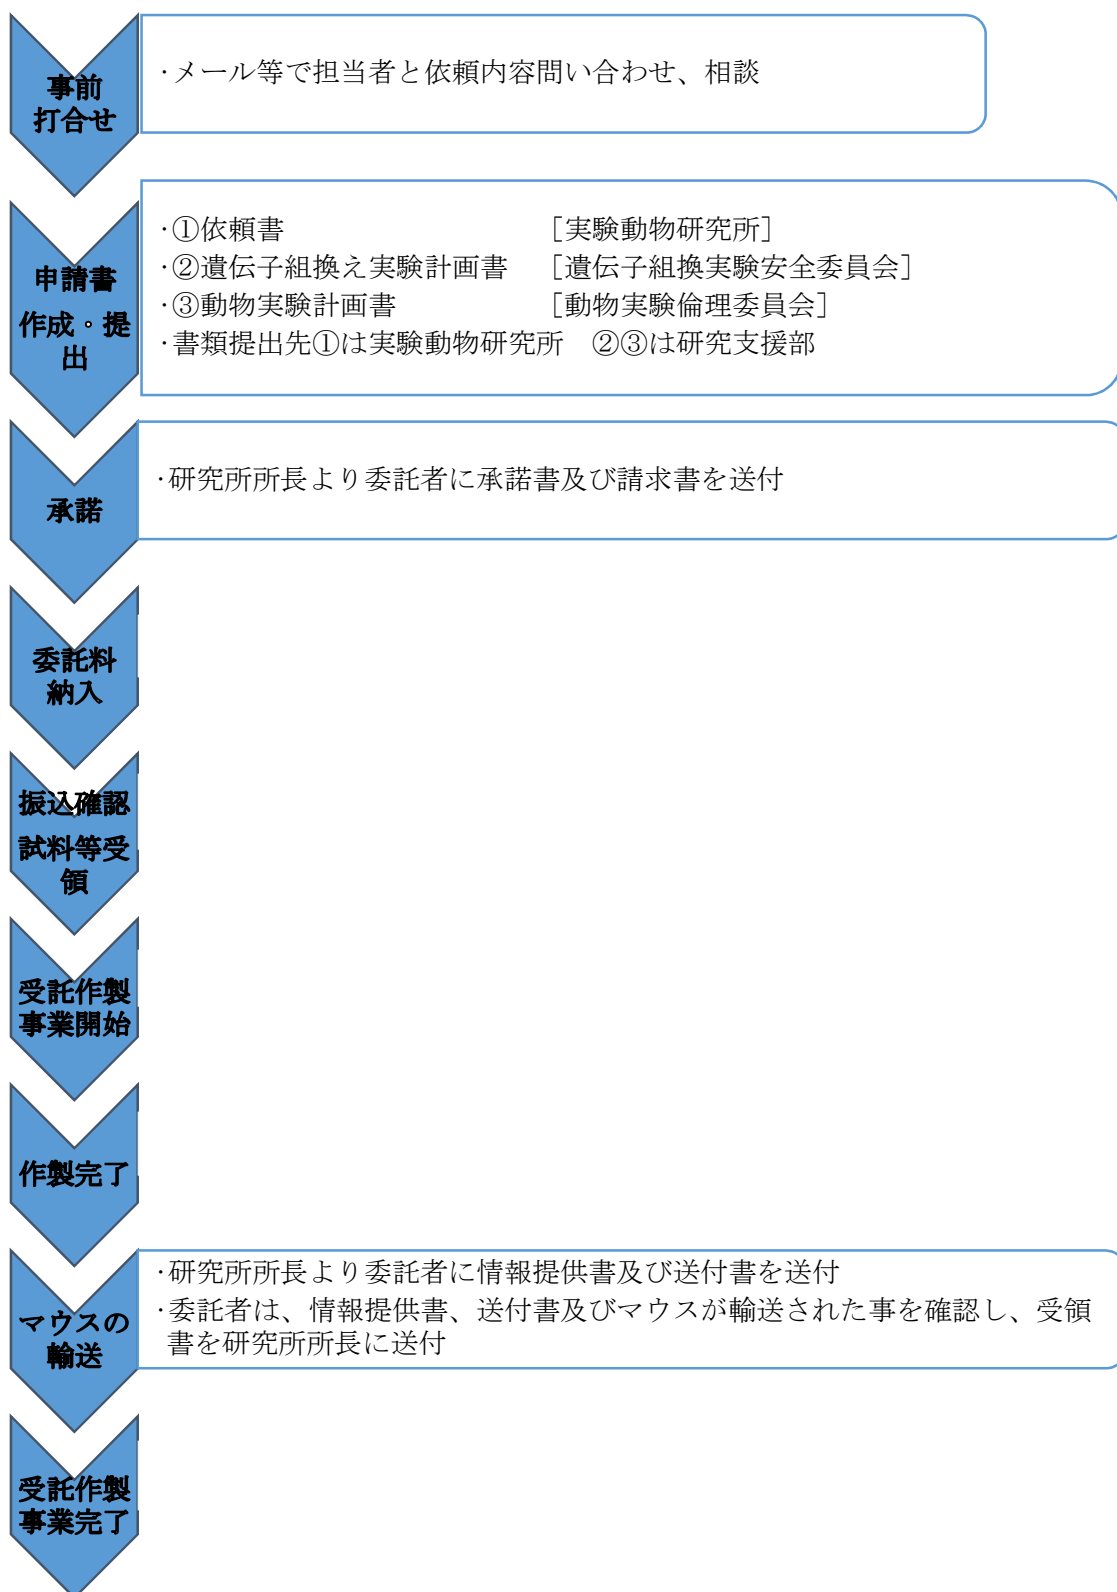 事前
打合せ
·メール等で担当者と依頼内容問い合わせ、相談
申請書
作成・提
出
·①依頼書 [実験動物研究所]
·②遺伝子組換え実験計画書 [遺伝子組換実験安全委員会]
·③動物実験計画書 [動物実験倫理委員会]
·書類提出先①は実験動物研究所　②③は研究支援部
承諾
·研究所所長より委託者に承諾書及び請求書を送付
委託料
納入
振込確認
試料等受
領
受託作製
事業開始
作製完了
マウスの
輸送
·研究所所長より委託者に情報提供書及び送付書を送付
·委託者は、情報提供書、送付書及びマウスが輸送された事を確認し、受領
書を研究所所長に送付
受託作製
事業完了